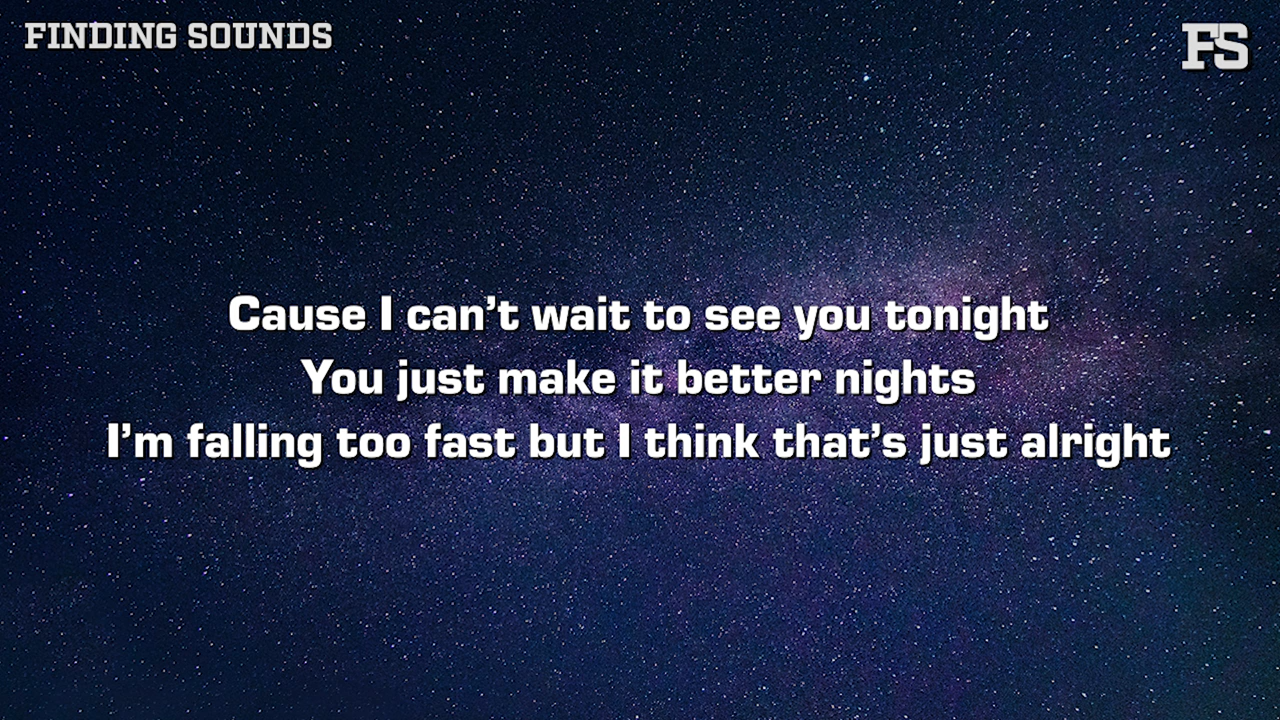 FINDING SOUNDS
FS
Cause I can't wait to see you tonight
You just make it better nights
I'm falling too fast but I think that's just alright